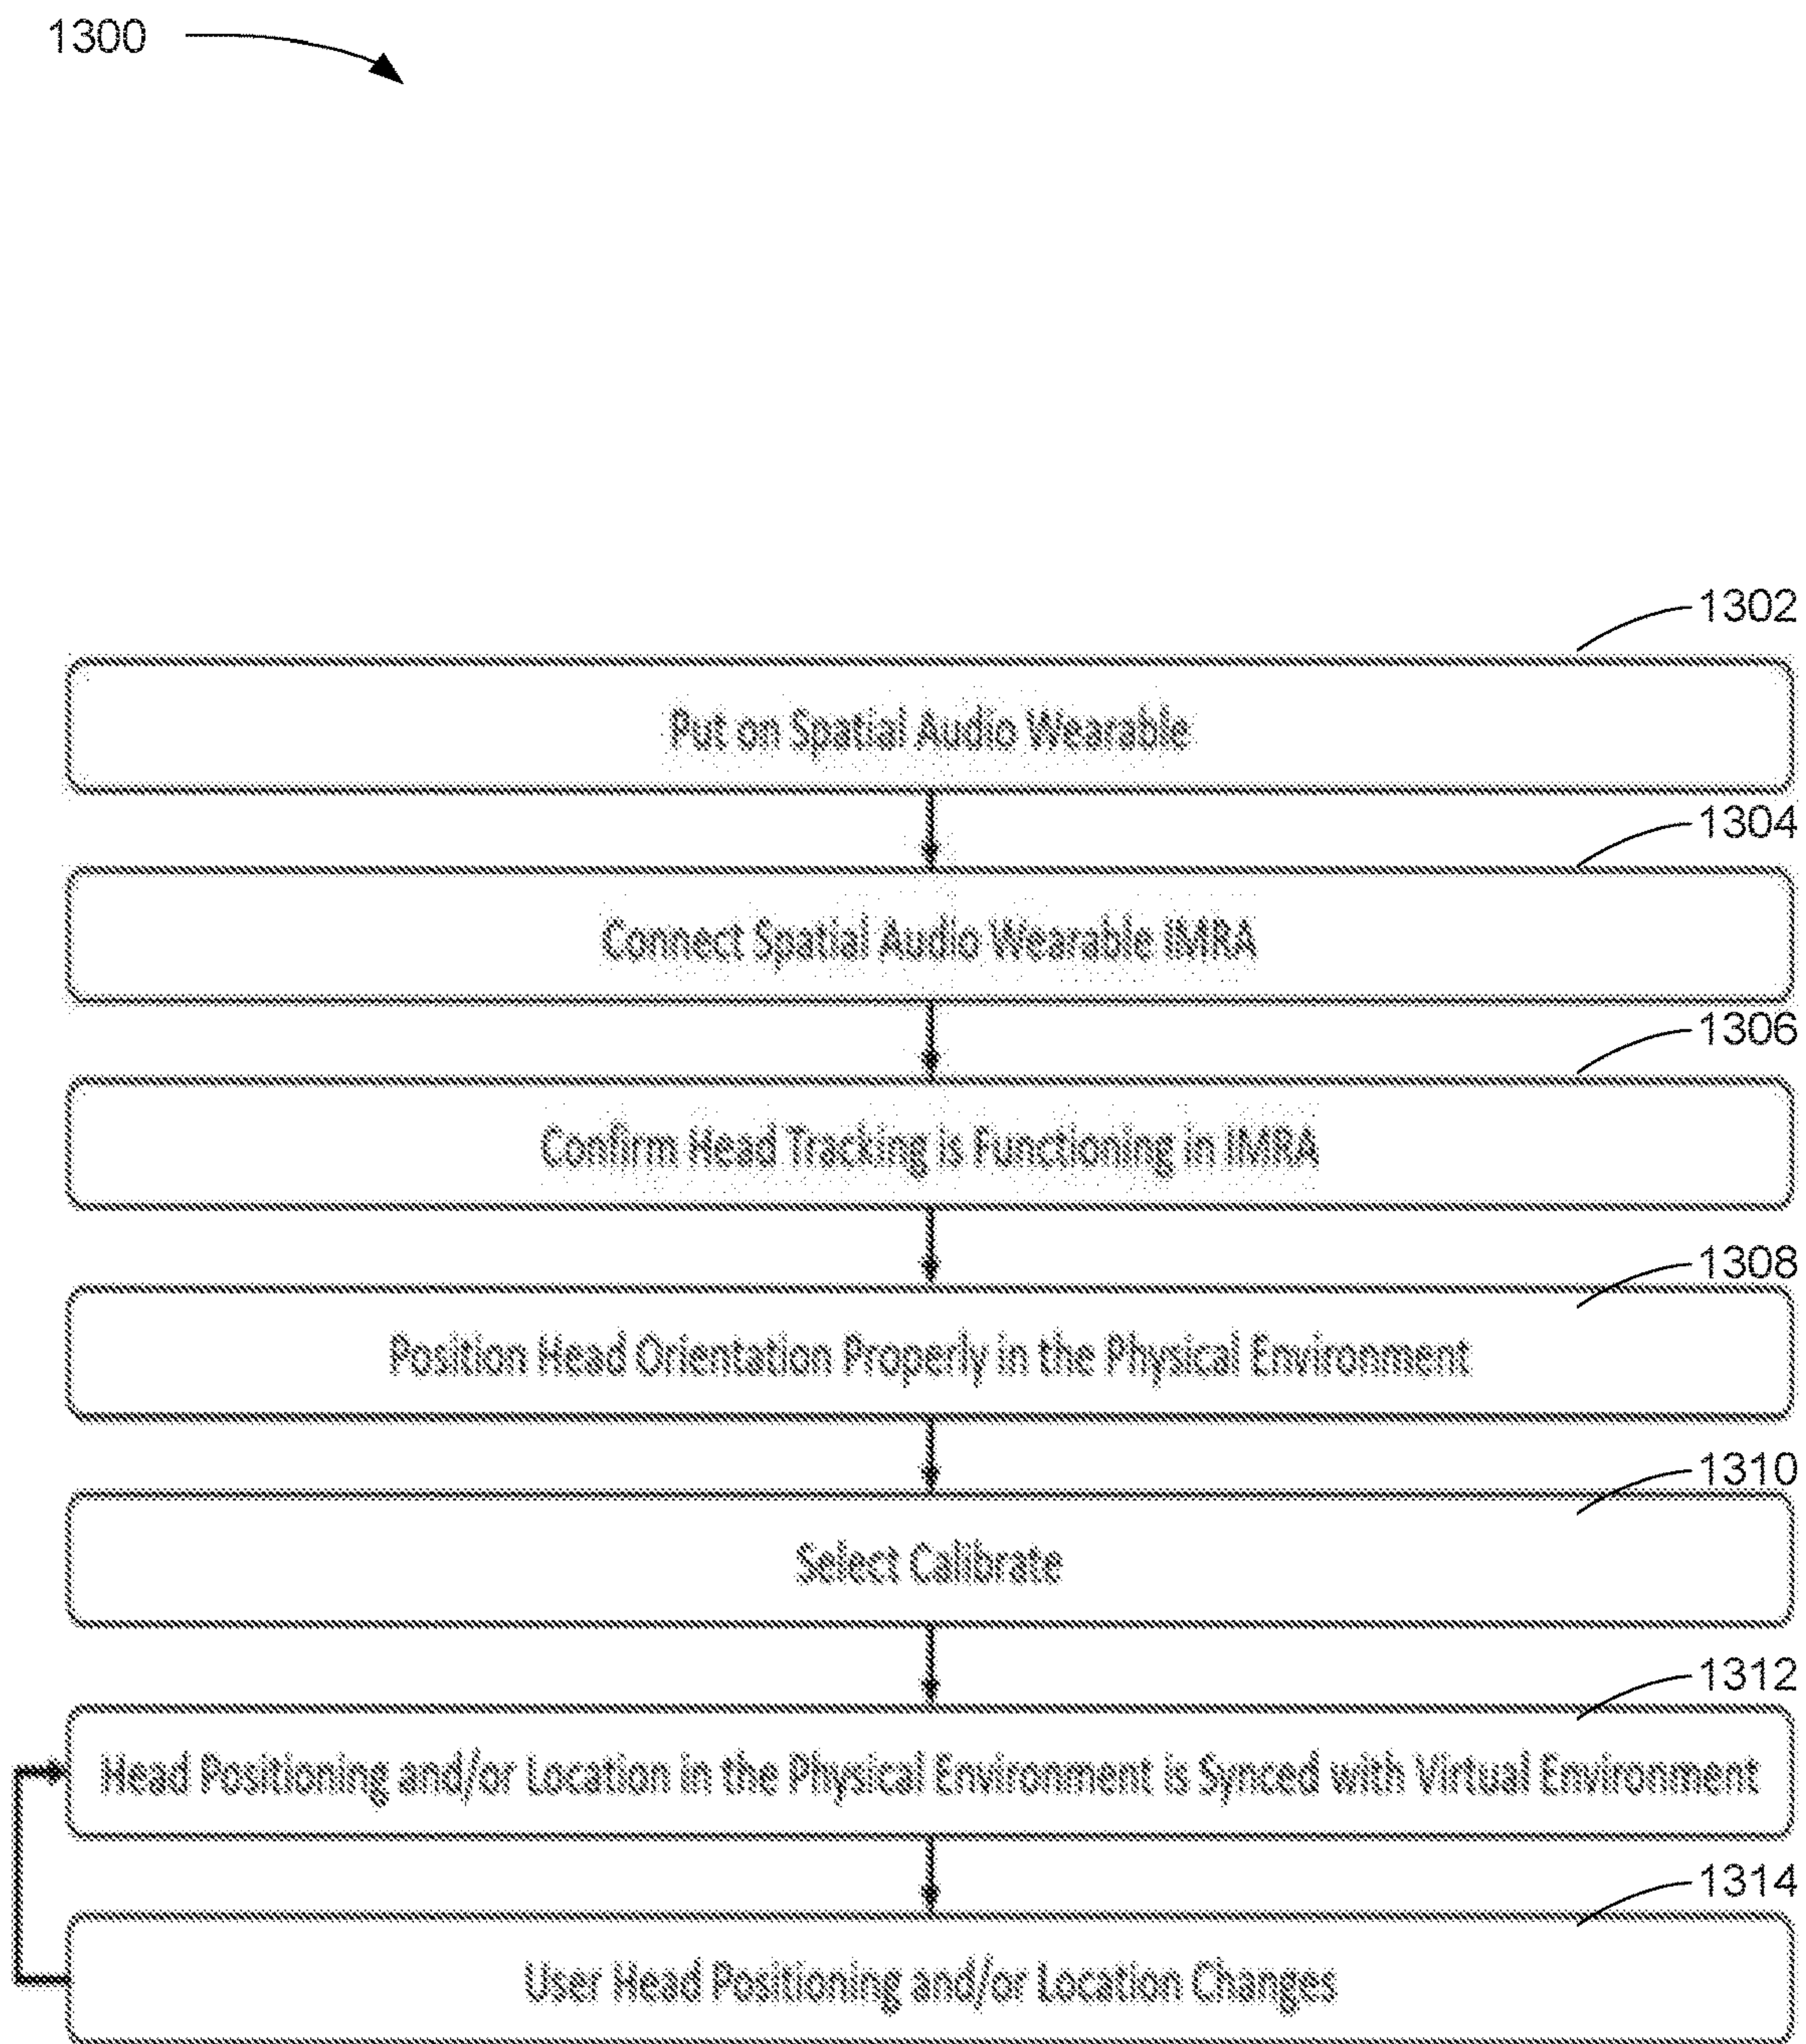 1300
1302
Put on Spatial Audio Wearable
1304
Connect Spatial Audio Wearable IMRA
1306
Confirm Head Tracking is Functioning in IMRA
1308
Position Head Orientation Properly in the Physical Environment
1310
Select Calibrate
1312
Head Positioning and/or Location in the Physical Environment is Synced with Virtual Environment
1314
User Head Positioning and/or Location Changes